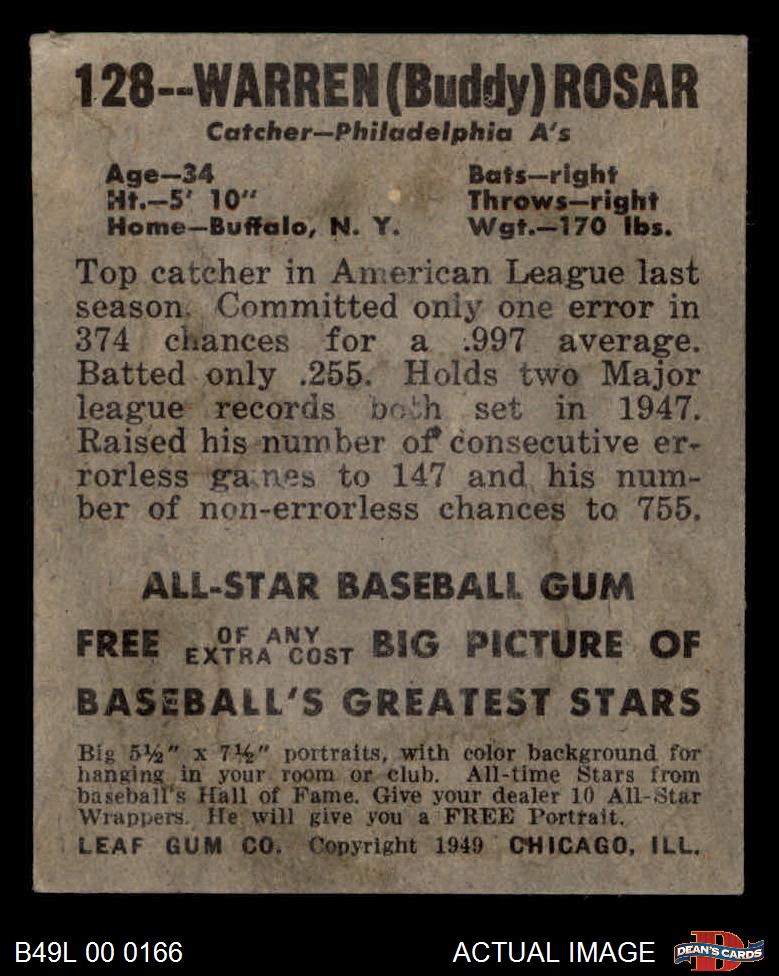 128--WARREN (Buddy) ROSAR
Catcher—Philadelphia A's
Age—34 Bats—right
Ht.—5' 10" Throws—right
Home—Buffalo, N. Y. Wgt.—170 lbs.
Top catcher in American League last
season. Committed only one error in
374 chances for a .997 average.
Batted only .255. Holds two Major
league records both set in 1947.
Raised his number of consecutive er-
rorless games to 147 and his num-
ber of non-errorless chances to 755.
ALL-STAR BASEBALL GUM
FREE OF ANY EXTRA COST BIG PICTURE OF
BASEBALL'S GREATEST STARS
Big 5½" x 7½" portraits, with color background for
hanging in your room or club. All-time Stars from
baseball's Hall of Fame. Give your dealer 10 All-Star
Wrappers. He will give you a FREE Portrait.
LEAF GUM CO. Copyright 1949 CHICAGO, ILL.
B49L 00 0166 ACTUAL IMAGE DEAN'S CARDS